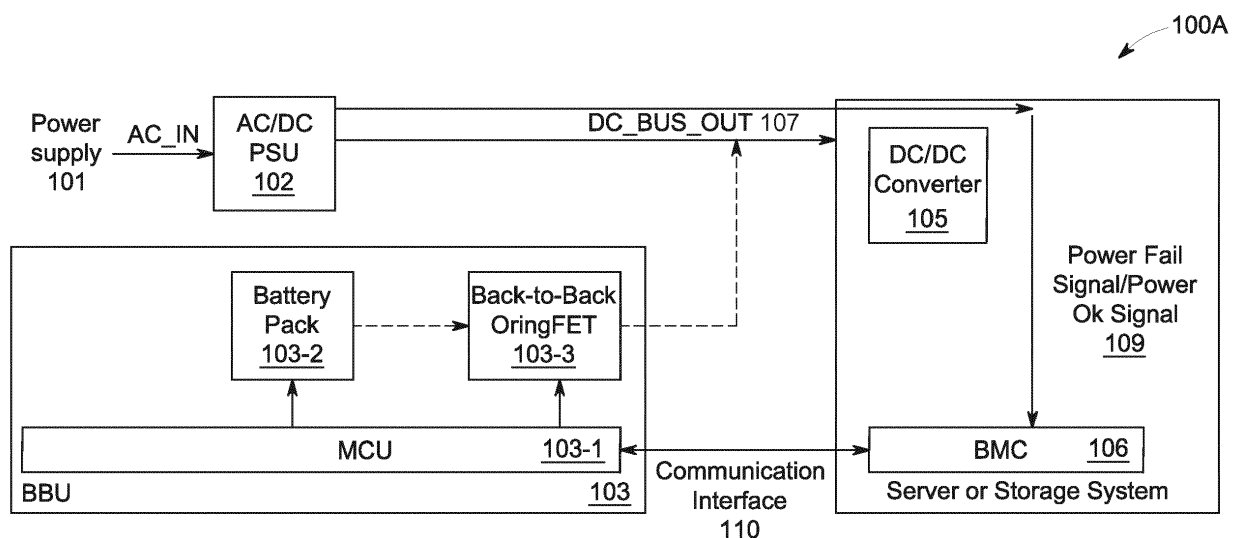 100A
Power
supply
101
AC_IN
AC/DC
PSU
102
DC_BUS_OUT 107
DC/DC
Converter
105
Power Fail
Signal/Power
Ok Signal
109
Battery
Pack
103-2
Back-to-Back
OringFET
103-3
MCU 103-1
BBU 103
Communication
Interface
110
BMC 106
Server or Storage System